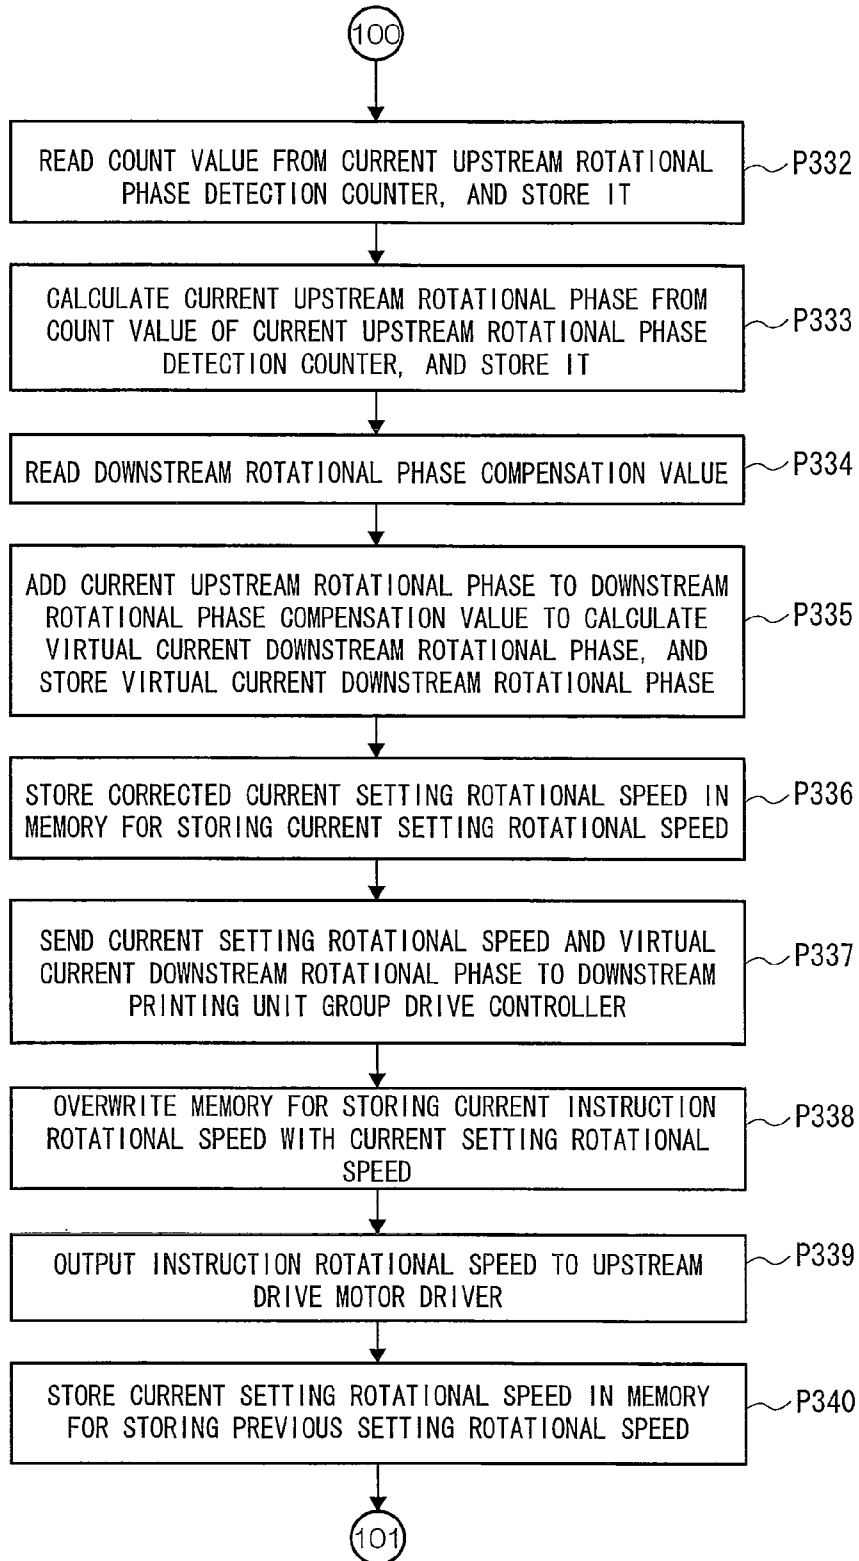 100
READ COUNT VALUE FROM CURRENT UPSTREAM ROTATIONAL
PHASE DETECTION COUNTER, AND STORE IT
P332
CALCULATE CURRENT UPSTREAM ROTATIONAL PHASE FROM
COUNT VALUE OF CURRENT UPSTREAM ROTATIONAL PHASE
DETECTION COUNTER, AND STORE IT
P333
READ DOWNSTREAM ROTATIONAL PHASE COMPENSATION VALUE
P334
ADD CURRENT UPSTREAM ROTATIONAL PHASE TO DOWNSTREAM
ROTATIONAL PHASE COMPENSATION VALUE TO CALCULATE
VIRTUAL CURRENT DOWNSTREAM ROTATIONAL PHASE, AND
STORE VIRTUAL CURRENT DOWNSTREAM ROTATIONAL PHASE
P335
STORE CORRECTED CURRENT SETTING ROTATIONAL SPEED IN
MEMORY FOR STORING CURRENT SETTING ROTATIONAL SPEED
P336
SEND CURRENT SETTING ROTATIONAL SPEED AND VIRTUAL
CURRENT DOWNSTREAM ROTATIONAL PHASE TO DOWNSTREAM
PRINTING UNIT GROUP DRIVE CONTROLLER
P337
OVERWRITE MEMORY FOR STORING CURRENT INSTRUCTION
ROTATIONAL SPEED WITH CURRENT SETTING ROTATIONAL
SPEED
P338
OUTPUT INSTRUCTION ROTATIONAL SPEED TO UPSTREAM
DRIVE MOTOR DRIVER
P339
STORE CURRENT SETTING ROTATIONAL SPEED IN MEMORY
FOR STORING PREVIOUS SETTING ROTATIONAL SPEED
P340
101